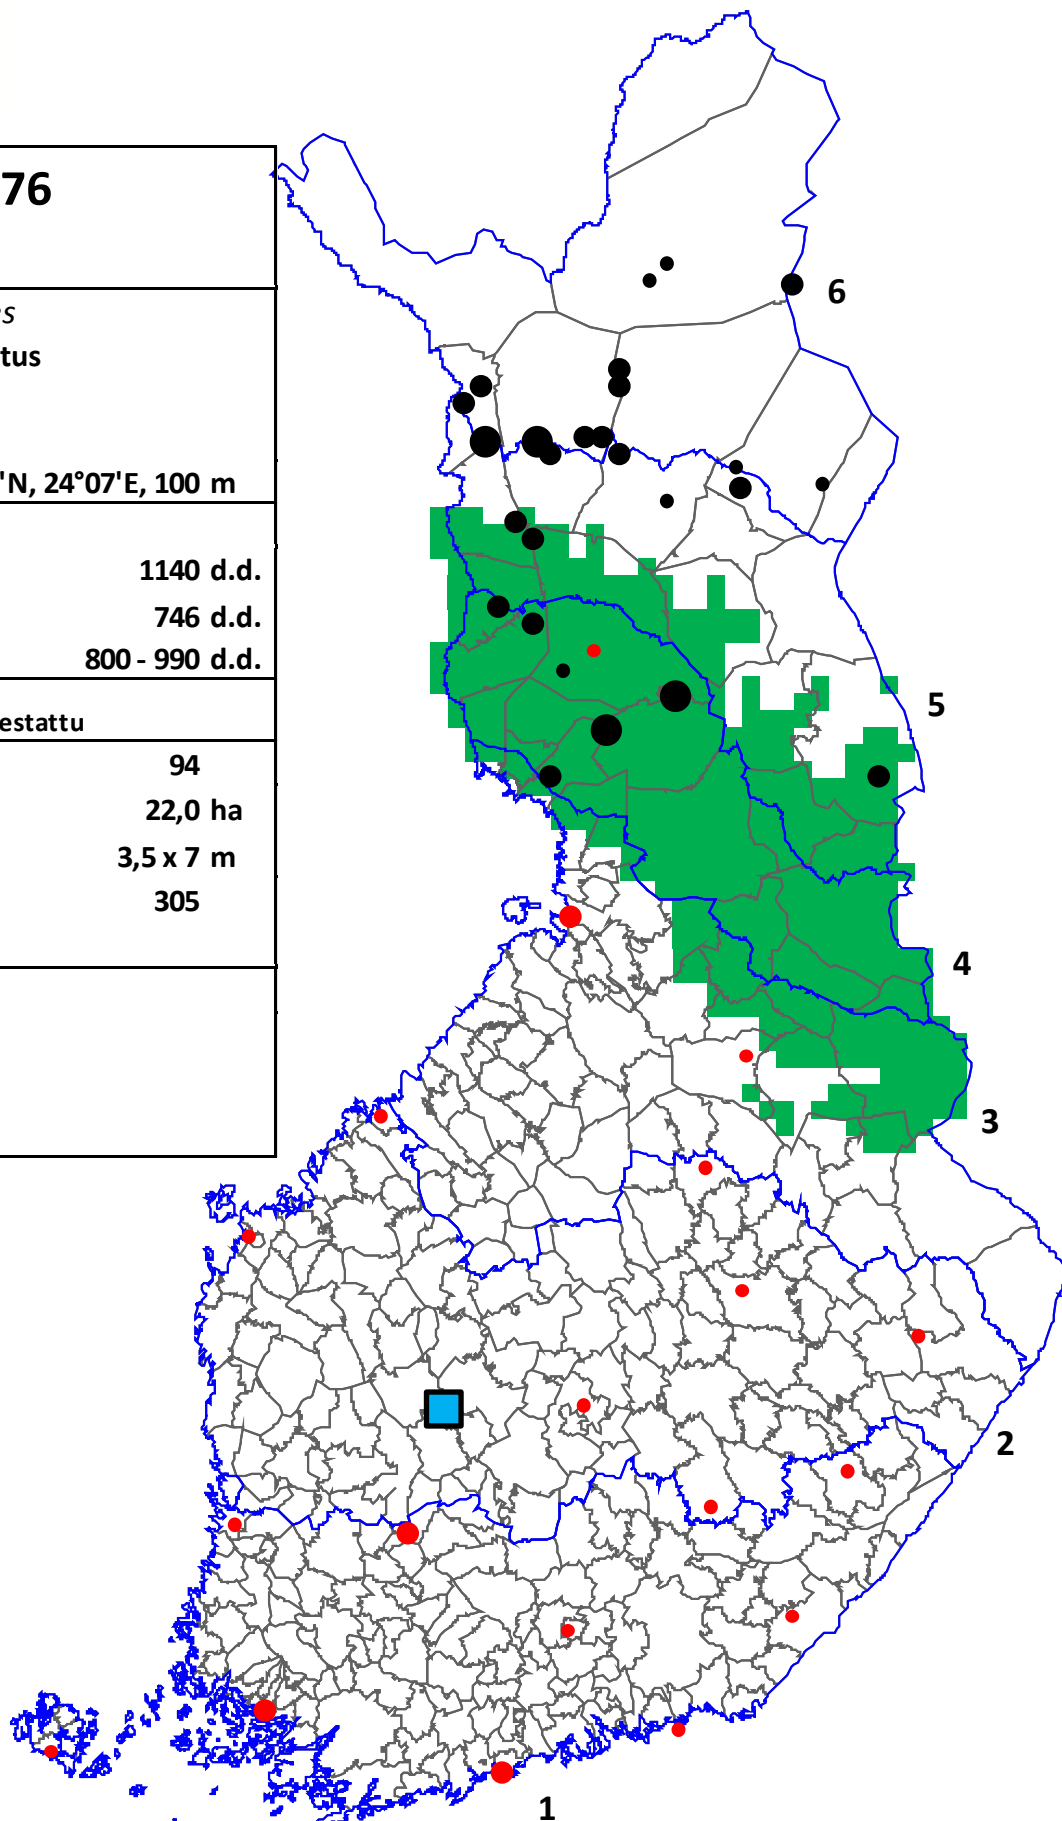 76
s
tus
'N, 24°07'E, 100 m
1140 d.d.
746 d.d.
800 - 990 d.d.
estattu
94
22,0 ha
3,5 x 7 m
305
6
5
4
3
2
1